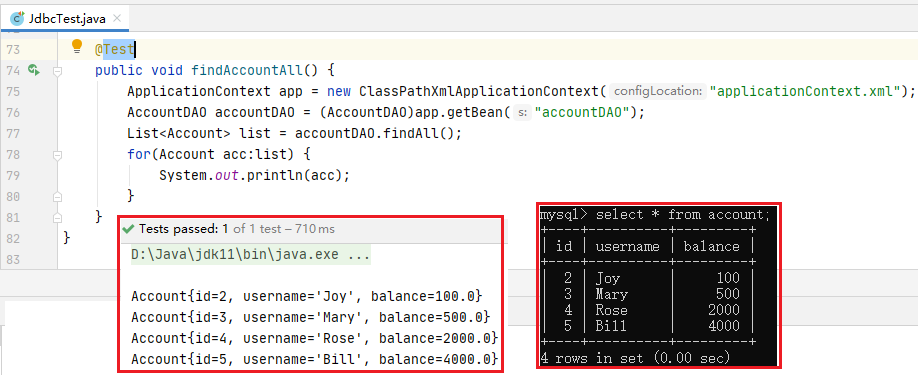 JdbcTest.java ×
73 @Test
74 public void findAccountAll() {
75 ApplicationContext app = new ClassPathXmlApplicationContext( configLocation: "applicationContext.xml");
76 AccountDAO accountDAO = (AccountDAO)app.getBean( s: "accountDAO");
77 List<Account> list = accountDAO.findAll();
78 for(Account acc:list) {
79 System.out.println(acc);
80 }
81 }
82 }
83
Tests passed: 1 of 1 test – 710 ms
D:\Java\jdk11\bin\java.exe ...
Account{id=2, username='Joy', balance=100.0}
Account{id=3, username='Mary', balance=500.0}
Account{id=4, username='Rose', balance=2000.0}
Account{id=5, username='Bill', balance=4000.0}
mysql> select * from account;
+----+----------+---------+
| id | username | balance |
+----+----------+---------+
| 2 | Joy | 100
| 3 | Mary | 500
| 4 | Rose | 2000
| 5 | Bill | 4000
+----+----------+---------+
4 rows in set (0.00 sec)